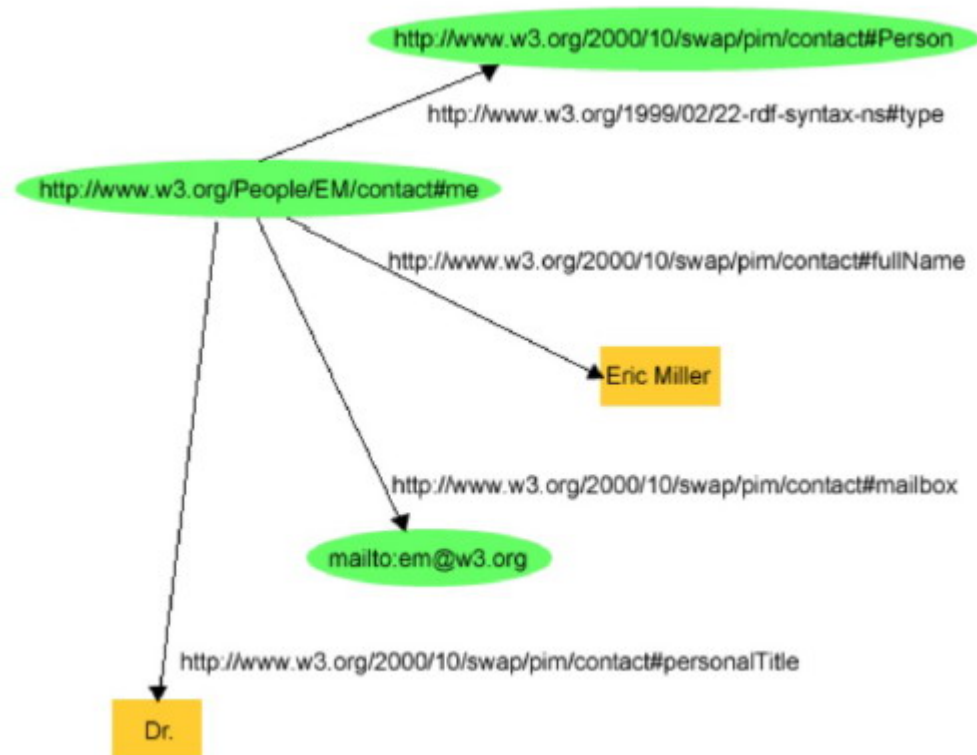 http://www.w3.org/2000/10/swap/pim/contact#Person
http://www.w3.org/1999/02/22-rdf-syntax-ns#type
http://www.w3.org/People/EM/contact#me
http://www.w3.org/2000/10/swap/pim/contact#fullName
Eric Miller
http://www.w3.org/2000/10/swap/pim/contact#mailbox
mailto:em@w3.org
http://www.w3.org/2000/10/swap/pim/contact#personalTitle
Dr.